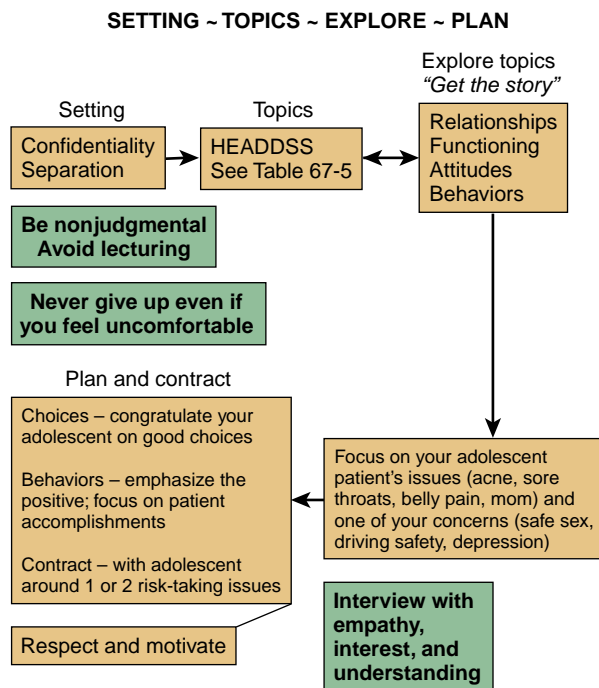 SETTING ~ TOPICS ~ EXPLORE ~ PLAN
Setting
Confidentiality
Separation
Topics
HEADDSS
See Table 67-5
Explore topics
“Get the story”
Relationships
Functioning
Attitudes
Behaviors
Be nonjudgmental
Avoid lecturing
Never give up even if
you feel uncomfortable
Plan and contract
Choices – congratulate your
adolescent on good choices
Behaviors – emphasize the
positive; focus on patient
accomplishments
Contract – with adolescent
around 1 or 2 risk-taking issues
Respect and motivate
Focus on your adolescent
patient’s issues (acne, sore
throats, belly pain, mom) and
one of your concerns (safe sex,
driving safety, depression)
Interview with
empathy,
interest, and
understanding